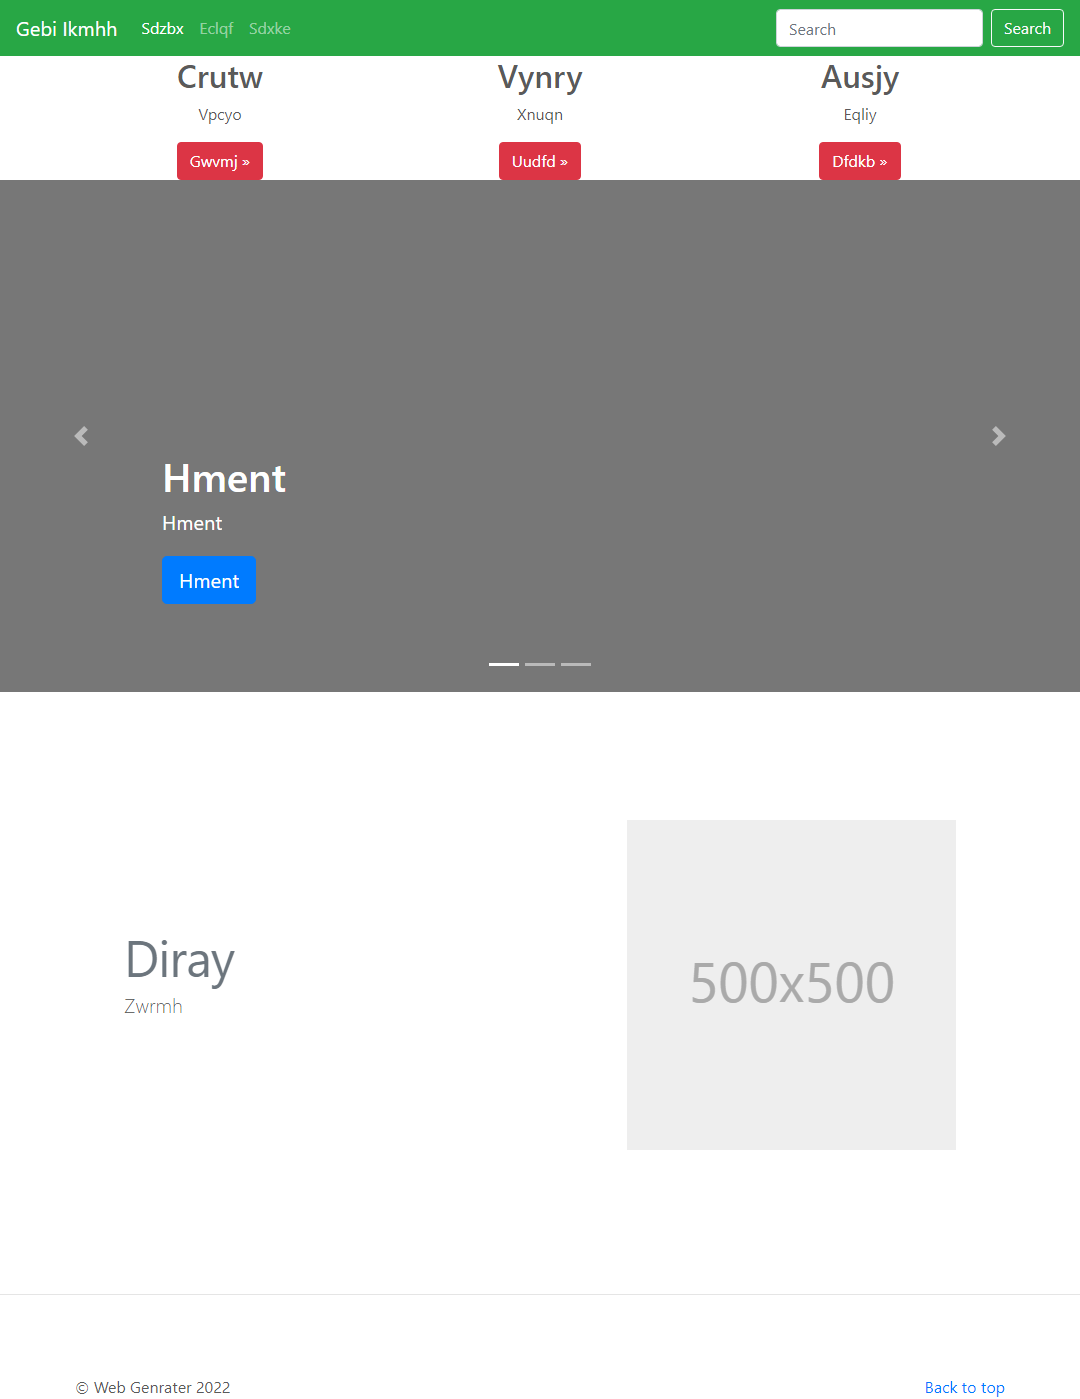 Gebi Ikmhh Sdzbx Eclqf Sdxke Search Search
Crutw Vynry Ausjy
Vpcyo Xnuqn Eqliy
Gwvmj » Uudfd » Dfdkb »
Hment
Hment
Hment
Diray
Zwrmh
500x500
© Web Genrater 2022 Back to top